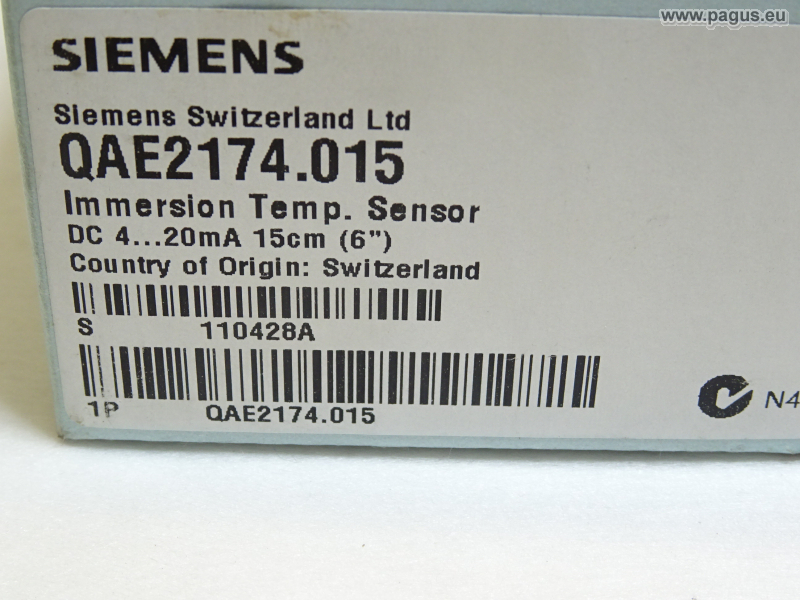 www.pagus.eu
SIEMENS
Siemens Switzerland Ltd
QAE2174.015
Immersion Temp. Sensor
DC 4...20mA 15cm (6")
Country of Origin: Switzerland
S 110428A
1P QAE2174.015
N4